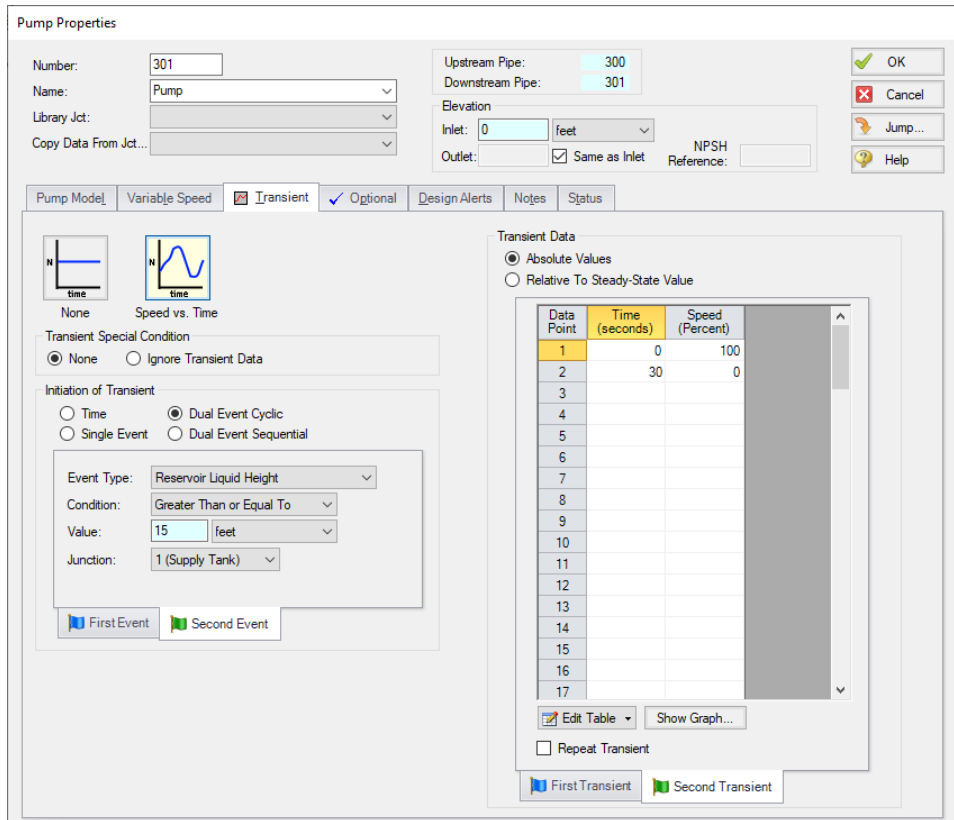 Pump Properties
Number: 301
Name: Pump
Library Jct:
Copy Data From Jct...
Upstream Pipe: 300
Downstream Pipe: 301
Elevation
Inlet: 0 feet
Outlet: Same as Inlet
NPSH
Reference:
OK
Cancel
Jump...
Help
Pump Model Variable Speed Transient Optional Design Alerts Notes Status
N
time
None
N
time
Speed vs. Time
Transient Special Condition
None Ignore Transient Data
Initiation of Transient
Time Dual Event Cyclic
Single Event Dual Event Sequential
Event Type: Reservoir Liquid Height
Condition: Greater Than or Equal To
Value: 15 feet
Junction: 1 (Supply Tank)
First Event Second Event
Transient Data
Absolute Values
Relative To Steady-State Value
Data Point Time (seconds) Speed (Percent)
1 0 100
2 30 0
3
4
5
6
7
8
9
10
11
12
13
14
15
16
17
Edit Table Show Graph...
Repeat Transient
First Transient Second Transient